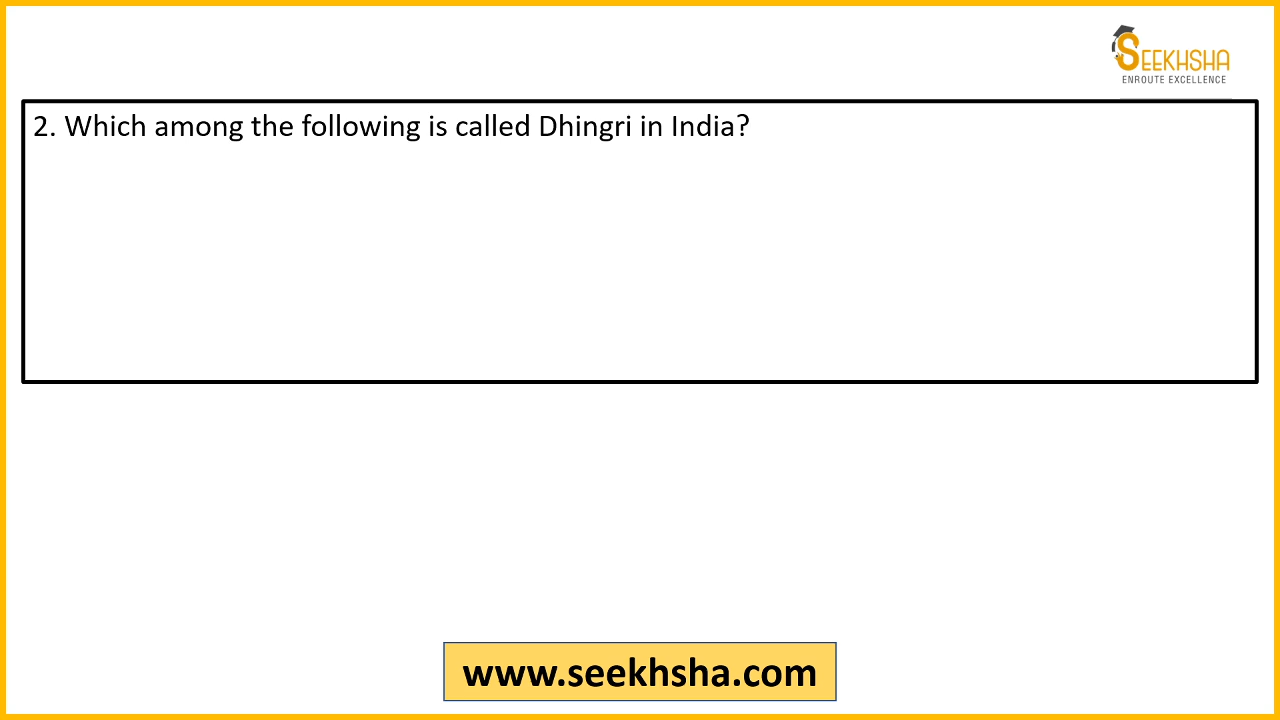 SEEKHSHA
ENROUTE EXCELLENCE
2. Which among the following is called Dhingri in India?
www.seekhsha.com